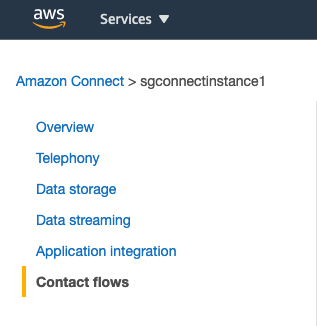 aws
Services ▼
Amazon Connect > sgconnectinstance1
Overview
Telephony
Data storage
Data streaming
Application integration
Contact flows